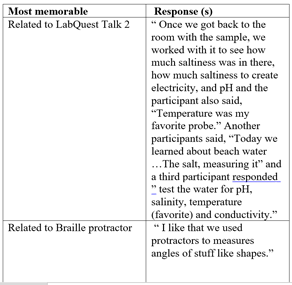 Most memorable
Response (s)
Related to LabQuest Talk 2
“ Once we got back to the
room with the sample, we
worked with it to see how
much saltiness was in there,
how much saltiness to create
electricity, and pH and the
participant also said,
“Temperature was my
favorite probe.” Another
participants said, “Today we
learned about beach water
…The salt, measuring it” and
a third participant responded
” test the water for pH,
salinity, temperature
(favorite) and conductivity.”
Related to Braille protractor
“ I like that we used
protractors to measures
angles of stuff like shapes.”